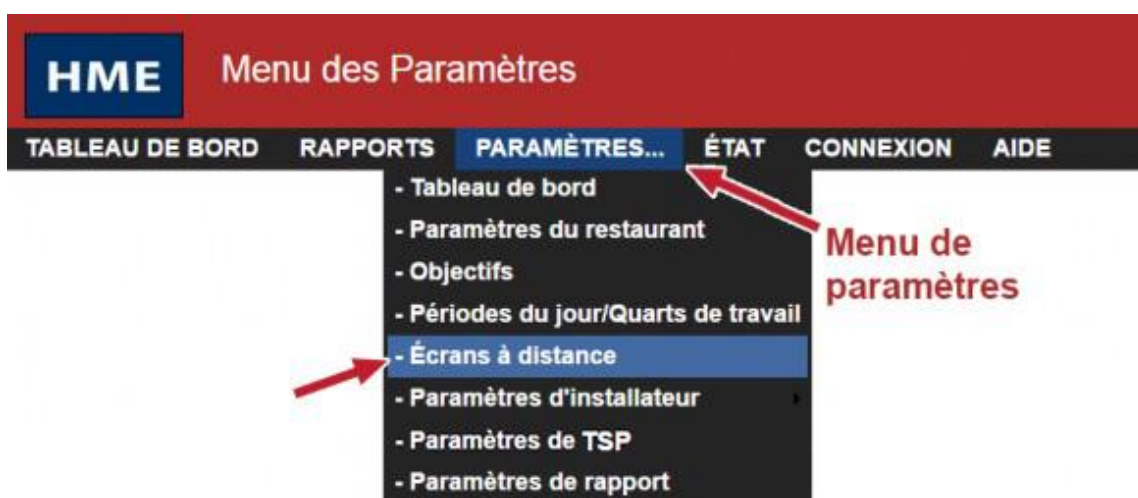 HME Menu des Paramètres
TABLEAU DE BORD RAPPORTS PARAMÈTRES... ÉTAT CONNEXION AIDE
- Tableau de bord
- Paramètres du restaurant
- Objectifs
- Périodes du jour/Quarts de travail
- Écrans à distance
- Paramètres d'installateur
- Paramètres de TSP
- Paramètres de rapport
Menu de
paramètres